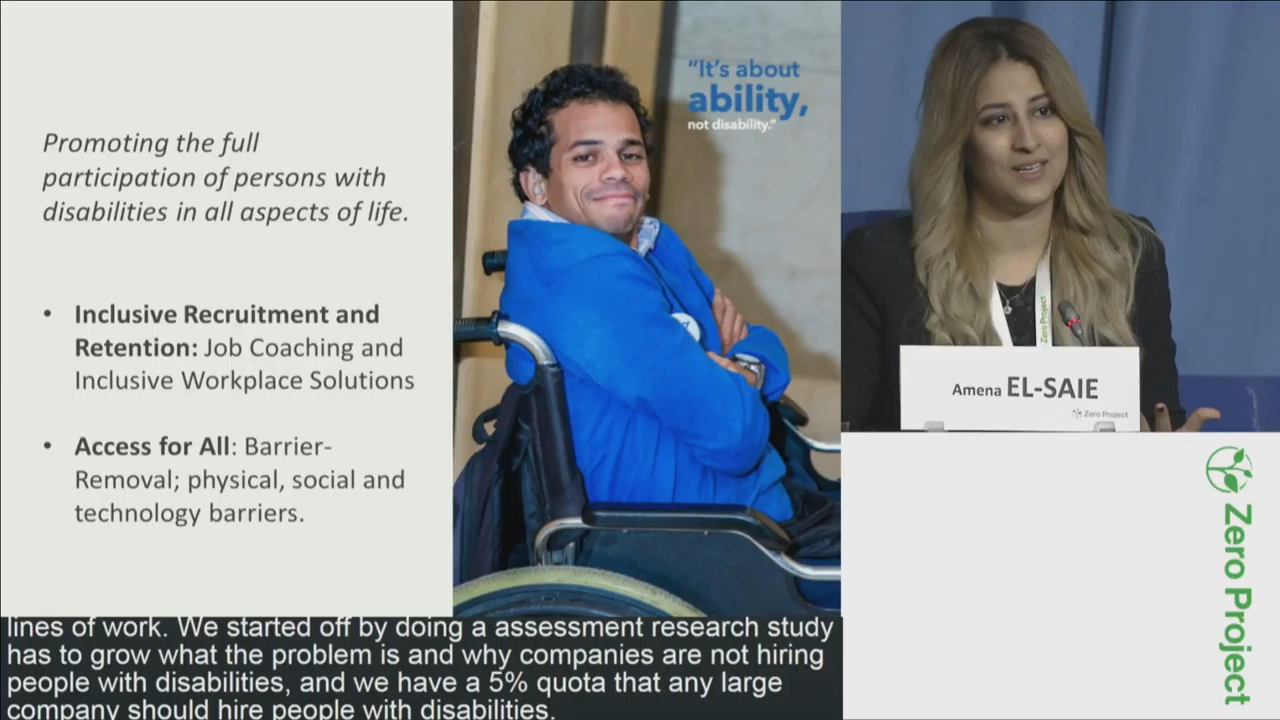 Promoting the full
participation of persons with
disabilities in all aspects of life.
• Inclusive Recruitment and
Retention: Job Coaching and
Inclusive Workplace Solutions
• Access for All: Barrier-
Removal; physical, social and
technology barriers.
“It’s about
ability,
not disability.”
Zero Project
Amena EL-SAIE
Zero Project
Zero Project
lines of work. We started off by doing a assessment research study
has to grow what the problem is and why companies are not hiring
people with disabilities, and we have a 5% quota that any large
company should hire people with disabilities.